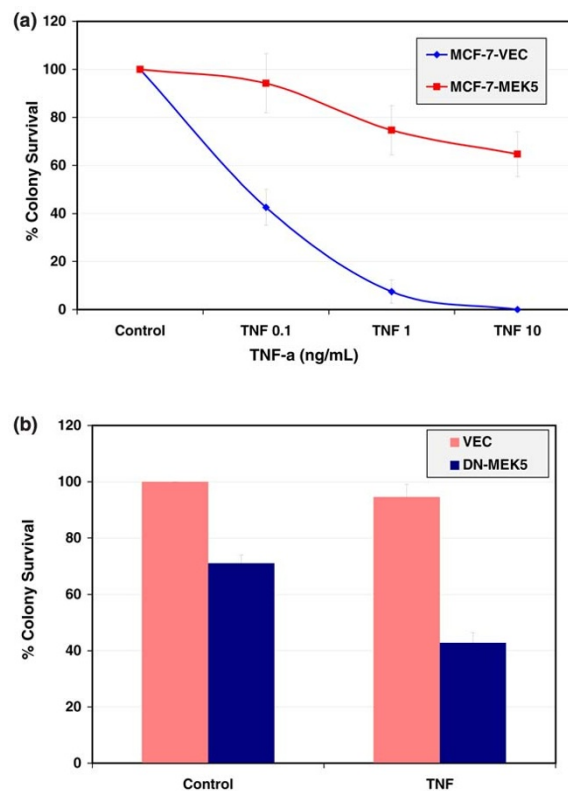 (a)
120
100
80
60
40
20
0
% Colony Survival
MCF-7-VEC
MCF-7-MEK5
Control TNF 0.1 TNF 1 TNF 10
TNF-a (ng/mL)
(b)
120
100
80
60
40
20
0
% Colony Survival
VEC
DN-MEK5
Control TNF